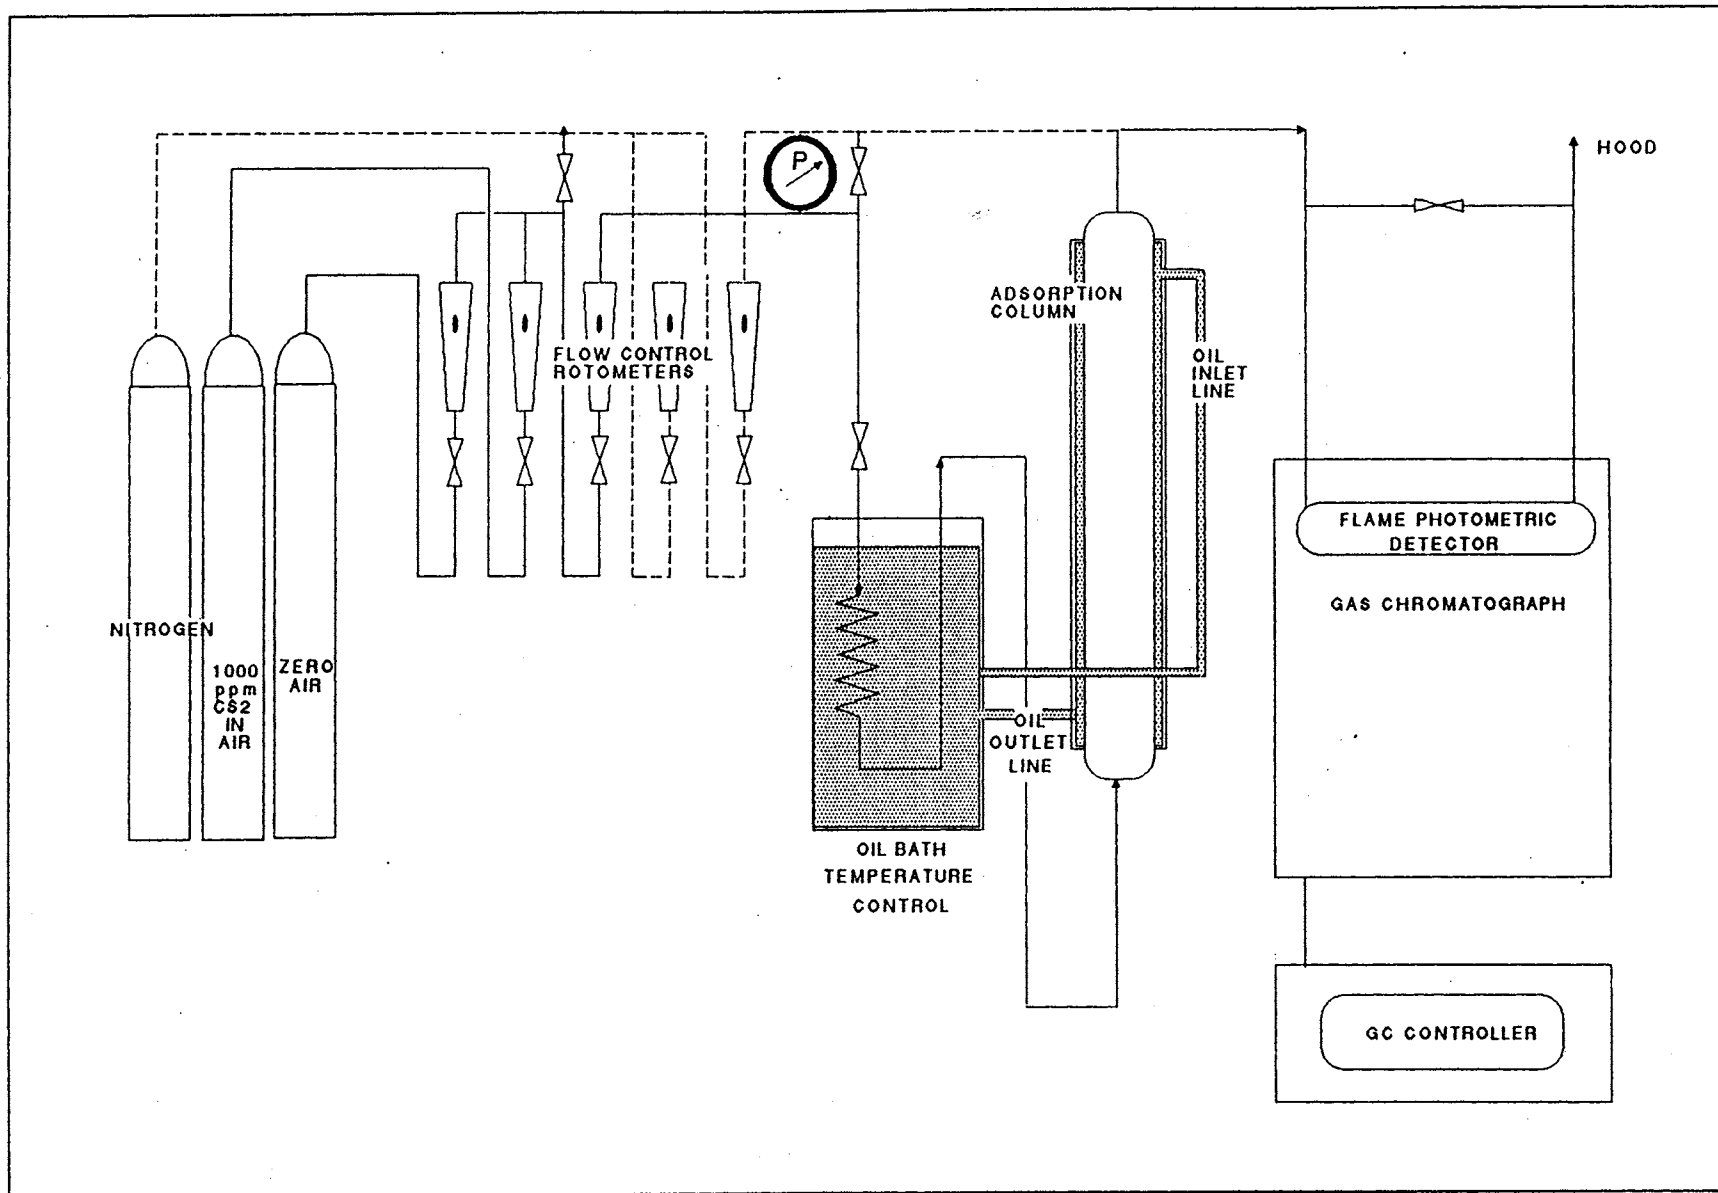 HOOD
P
ADSORPTION
COLUMN
FLOW CONTROL
ROTOMETERS
OIL
INLET
LINE
FLAME PHOTOMETRIC
DETECTOR
GAS CHROMATOGRAPH
NITROGEN
1000
ppm
CS2
IN
AIR
ZERO
AIR
OIL
OUTLET
LINE
OIL BATH
TEMPERATURE
CONTROL
GC CONTROLLER